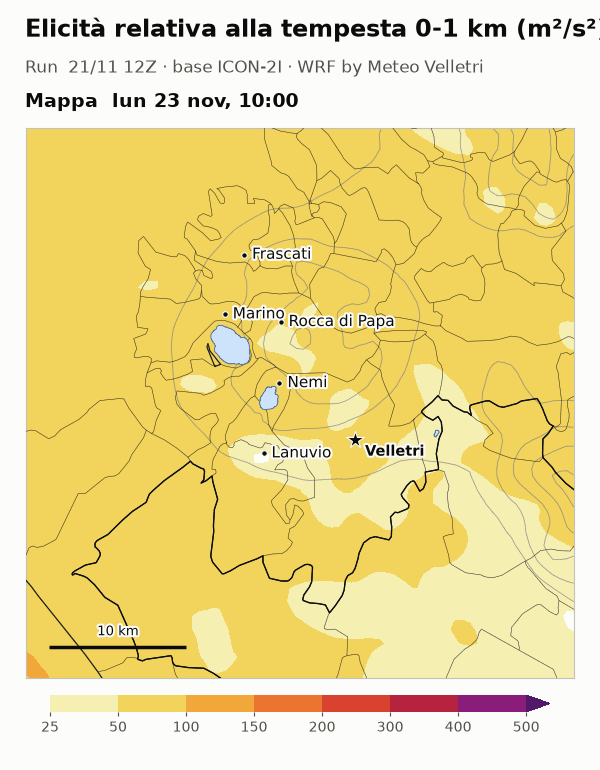 Elicità relativa alla tempesta 0-1 km (m²/s²)
Run  21/11 12Z · base ICON-2I · WRF by Meteo Velletri
Mappa  lun 23 nov, 10:00
Frascati
Marino
Rocca di Papa
Nemi
Velletri
Lanuvio
10 km
25 50 100 150 200 300 400 500